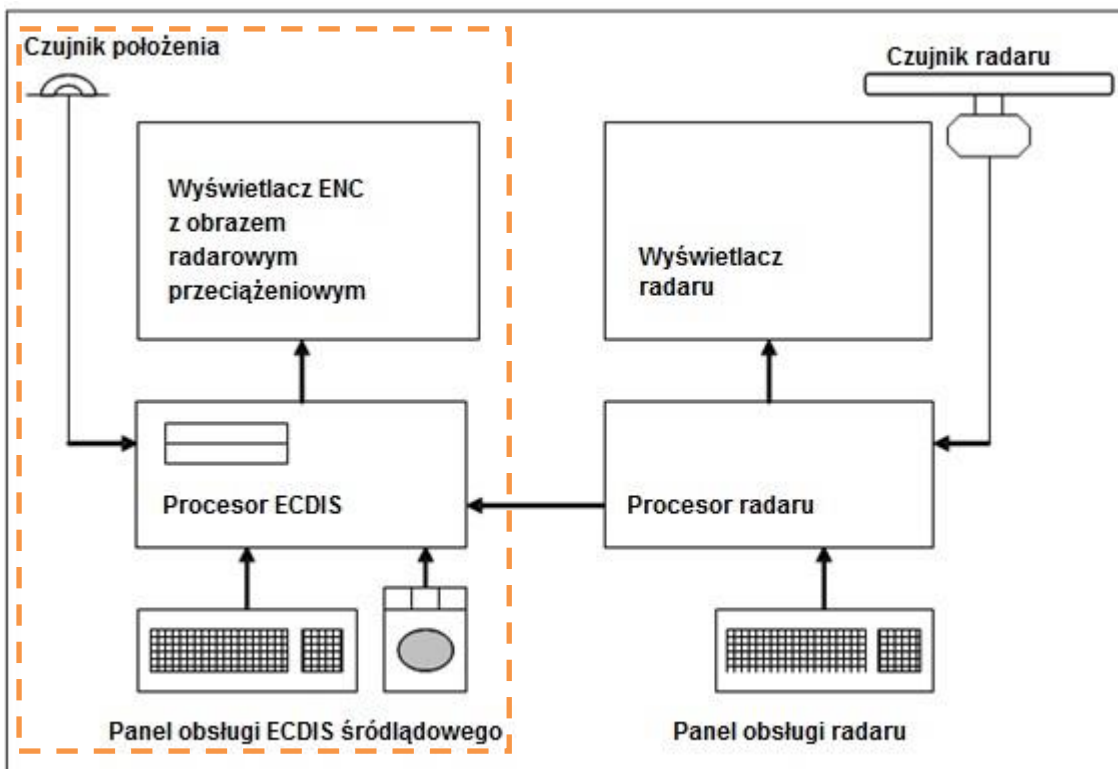 Czujnik położenia
Czujnik radaru
Wyświetlacz ENC
z obrazem
radarowym
przeciążeniowym
Wyświetlacz
radaru
Procesor ECDIS
Procesor radaru
Panel obsługi ECDIS śródlądowego
Panel obsługi radaru